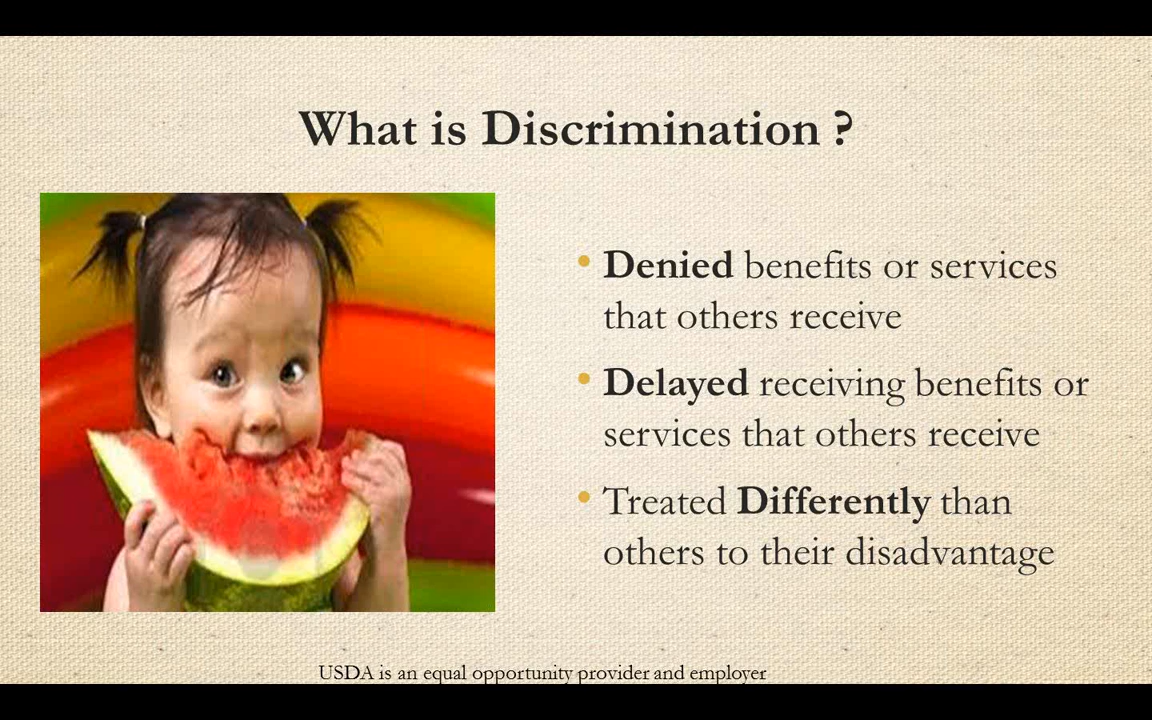 What is Discrimination ?
• Denied benefits or services
that others receive
• Delayed receiving benefits or
services that others receive
• Treated Differently than
others to their disadvantage
USDA is an equal opportunity provider and employer